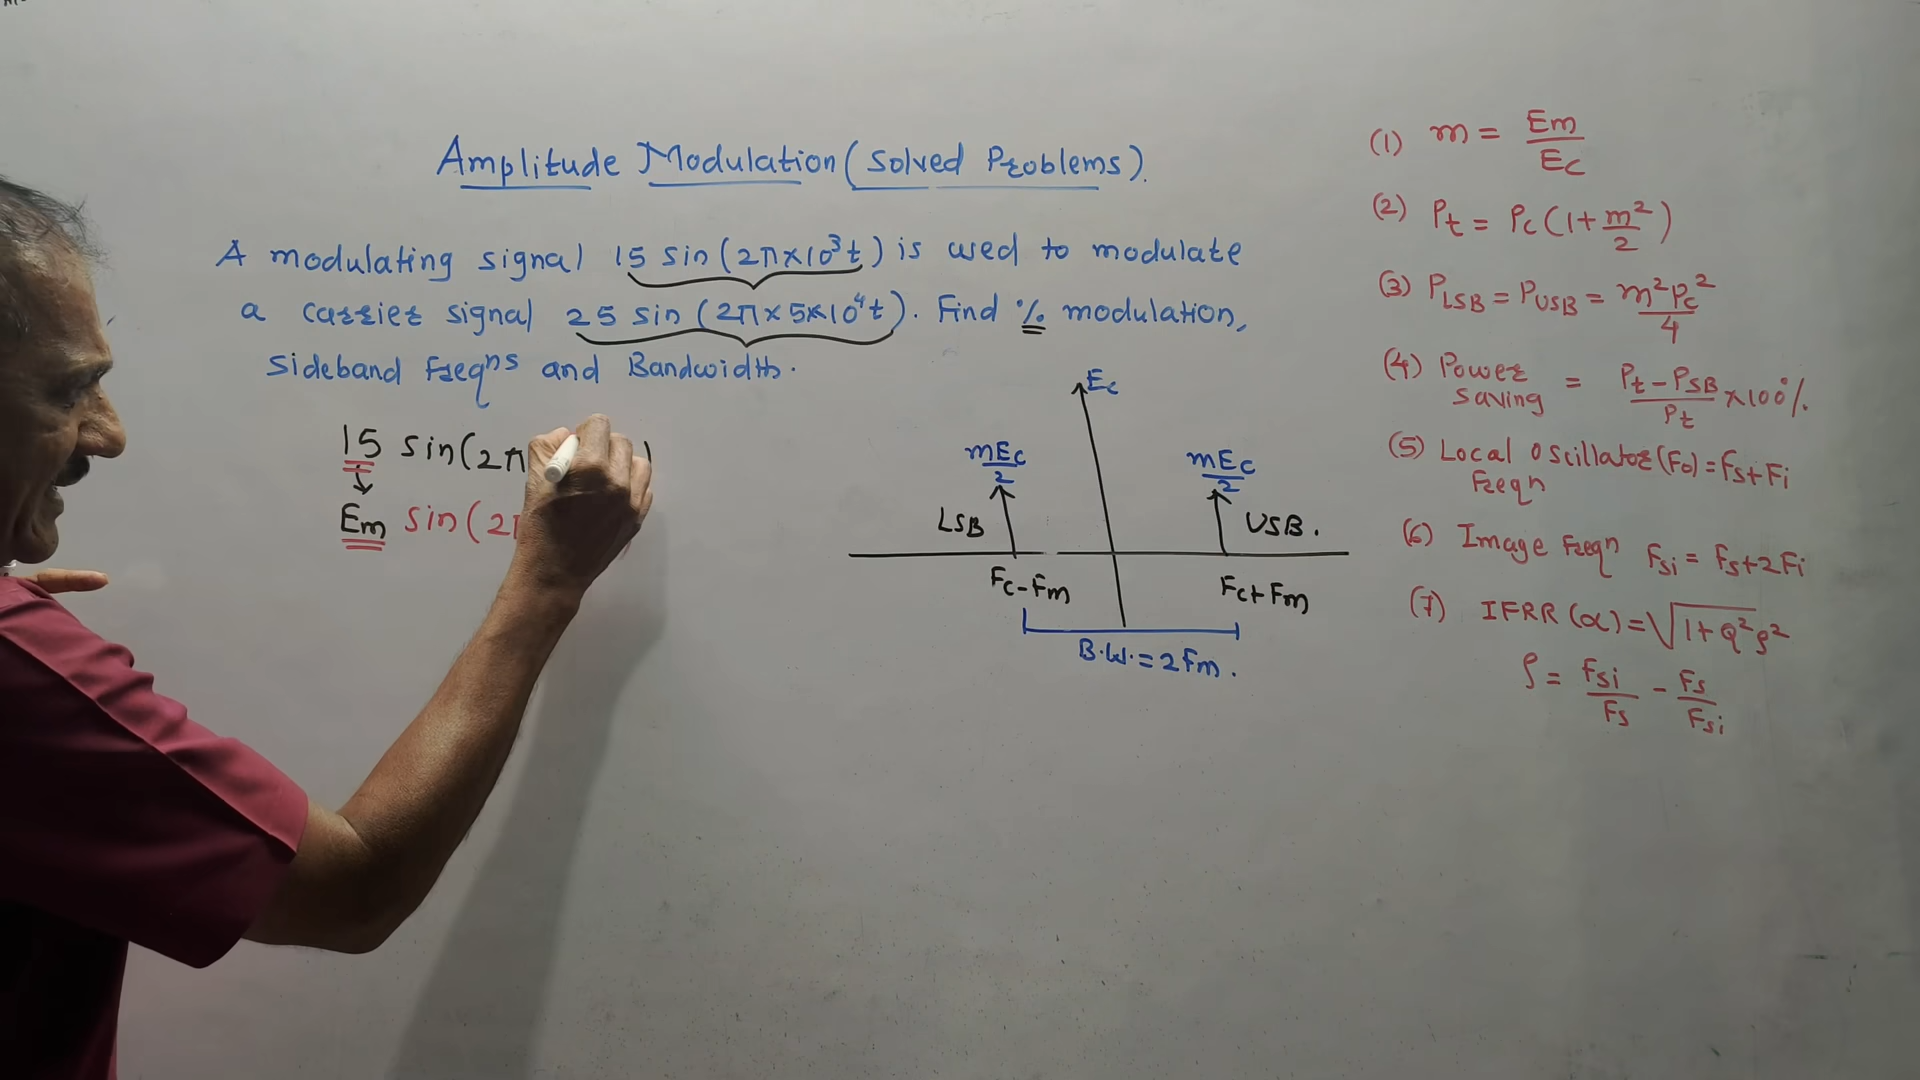 Amplitude Modulation (Solved Problems).
A modulating signal 15 sin (2π×10³t) is used to modulate
a carrier signal 25 sin (2π×5×10⁴t). Find % modulation,
Sideband Freqns and Bandwidth.
15 sin(2π
Em sin(2
Ec
mEc/2
mEc/2
LSB
USB.
Fc-Fm
Fc+Fm
B.W.=2Fm.
(1) m = Em/Ec
(2) Pt = Pc(1+m²/2)
(3) PLSB = PUSB = m²Pc²/4
(4) Power Saving = Pt-PSB/Pt ×100%.
(5) Local Oscillator (Fo) = Fs+Fi
Freqn
(6) Image Freqn Fsi = Fs+2Fi
(7) IFRR (α) = √1+Q²ρ²
ρ = Fsi/Fs - Fs/Fsi